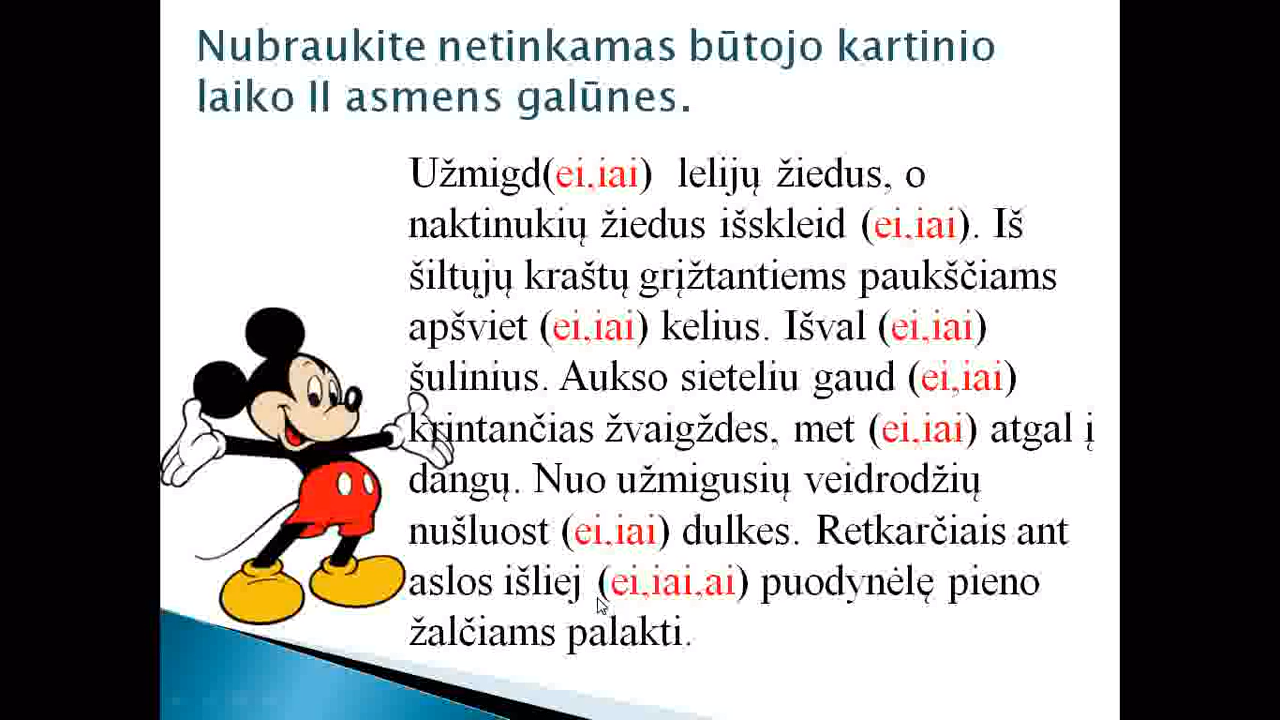 Nubraukite netinkamas būtojo kartinio
laiko II asmens galūnes.
Užmigd(ei,iai) lelijų žiedus, o
naktinukių žiedus išskleid (ei,iai). Iš
šiltųjų kraštų grįžtantiems paukščiams
apšviet (ei,iai) kelius. Išval (ei,iai)
šulinius. Aukso sieteliu gaud (ei,iai)
krintančias žvaigždes, met (ei,iai) atgal į
dangų. Nuo užmigusių veidrodžių
nušluost (ei,iai) dulkes. Retkarčiais ant
aslos išliej (ei,iai,ai) puodynėlę pieno
žalčiams palakti.